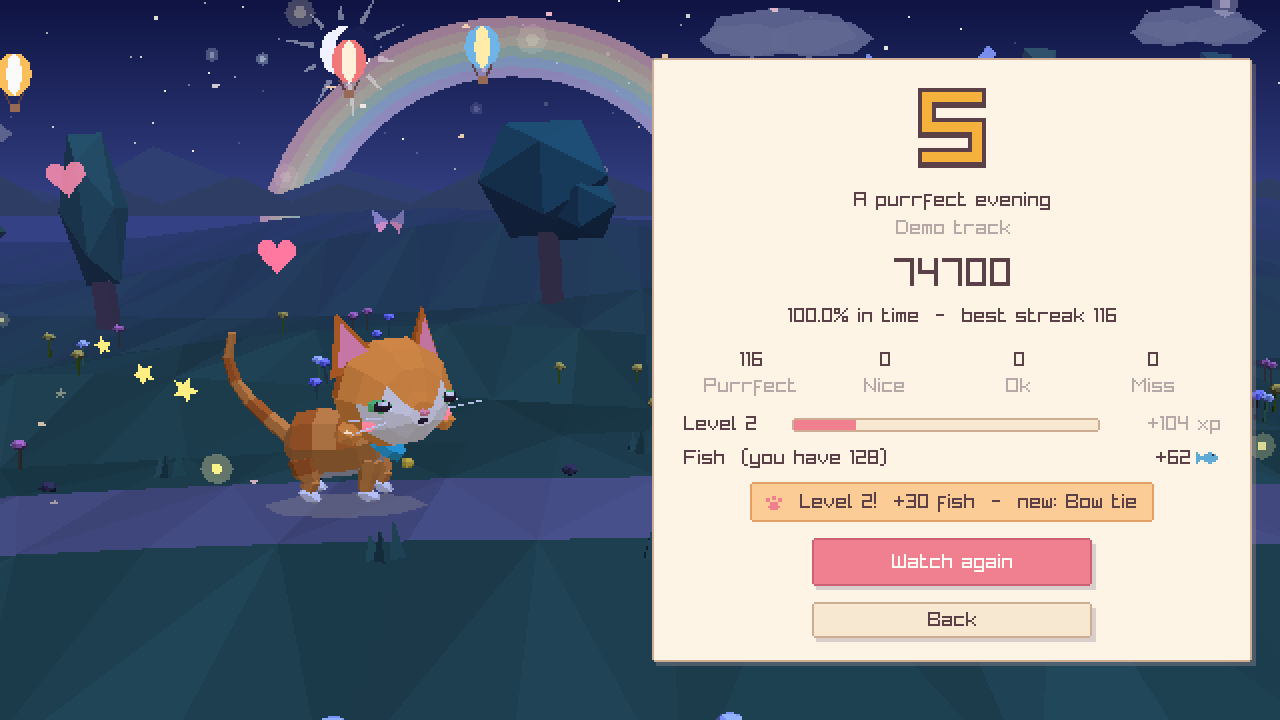 S
A purrfect evening
Demo track
74700
100.0% in time - best streak 116
116 0 0 0
Purrfect Nice Ok Miss
Level 2 +104 xp
Fish (you have 128) +62
Level 2! +30 fish - new: Bow tie
Watch again
Back